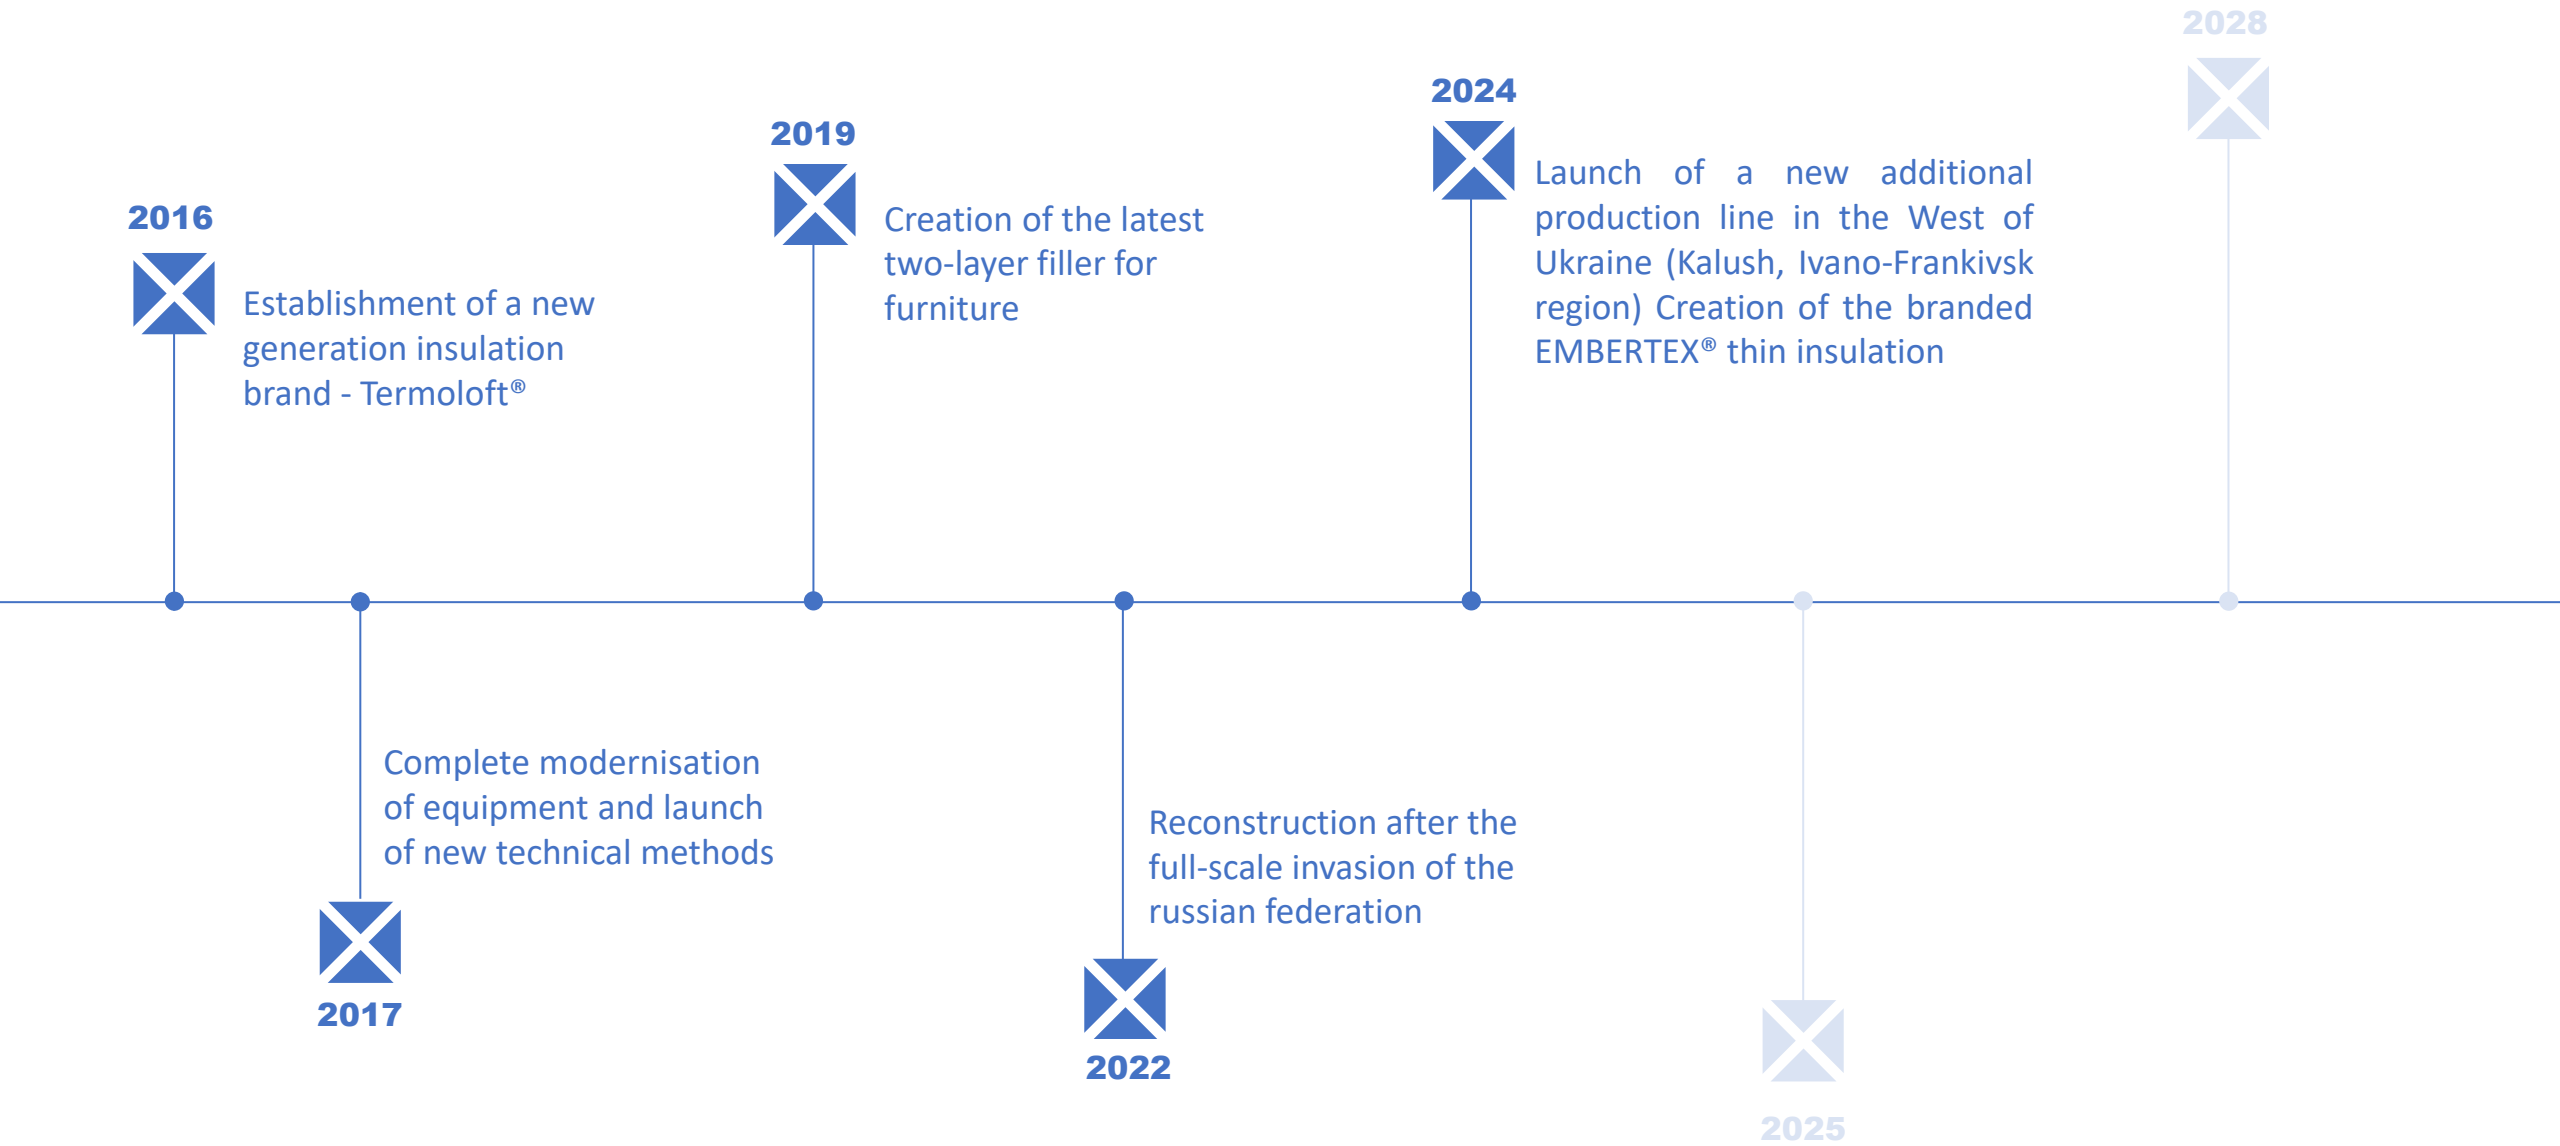 2016
Establishment of a new
generation insulation
brand - Termoloft®
2017
Complete modernisation
of equipment and launch
of new technical methods
2019
Creation of the latest
two-layer filler for
furniture
2022
Reconstruction after the
full-scale invasion of the
russian federation
2024
Launch of a new additional
production line in the West of
Ukraine (Kalush, Ivano-Frankivsk
region) Creation of the branded
EMBERTEX® thin insulation
2025
2028